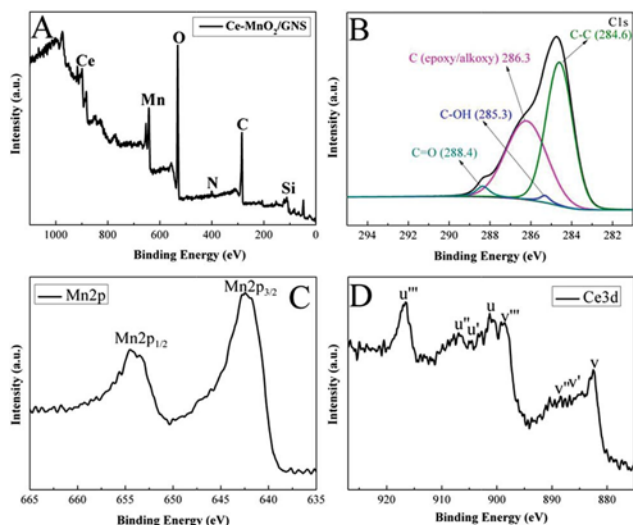 A
Ce-MnO₂/GNS
O
Ce
Mn
C
N
Si
Intensity (a.u.)
1000 800 600 400 200 0
Binding Energy (eV)
B
C1s
C-C (284.6)
C (epoxy/alkoxy) 286.3
C-OH (285.3)
C=O (288.4)
Intensity (a.u.)
294 292 290 288 286 284 282
Binding Energy (eV)
C
Mn2p
Mn2p3/2
Mn2p1/2
Intensity (a.u.)
665 660 655 650 645 640 635
Binding Energy (eV)
D
Ce3d
u'''
u''
u'
u
v'''
v''
v'
v
Intensity (a.u.)
920 910 900 890 880
Binding Energy (eV)